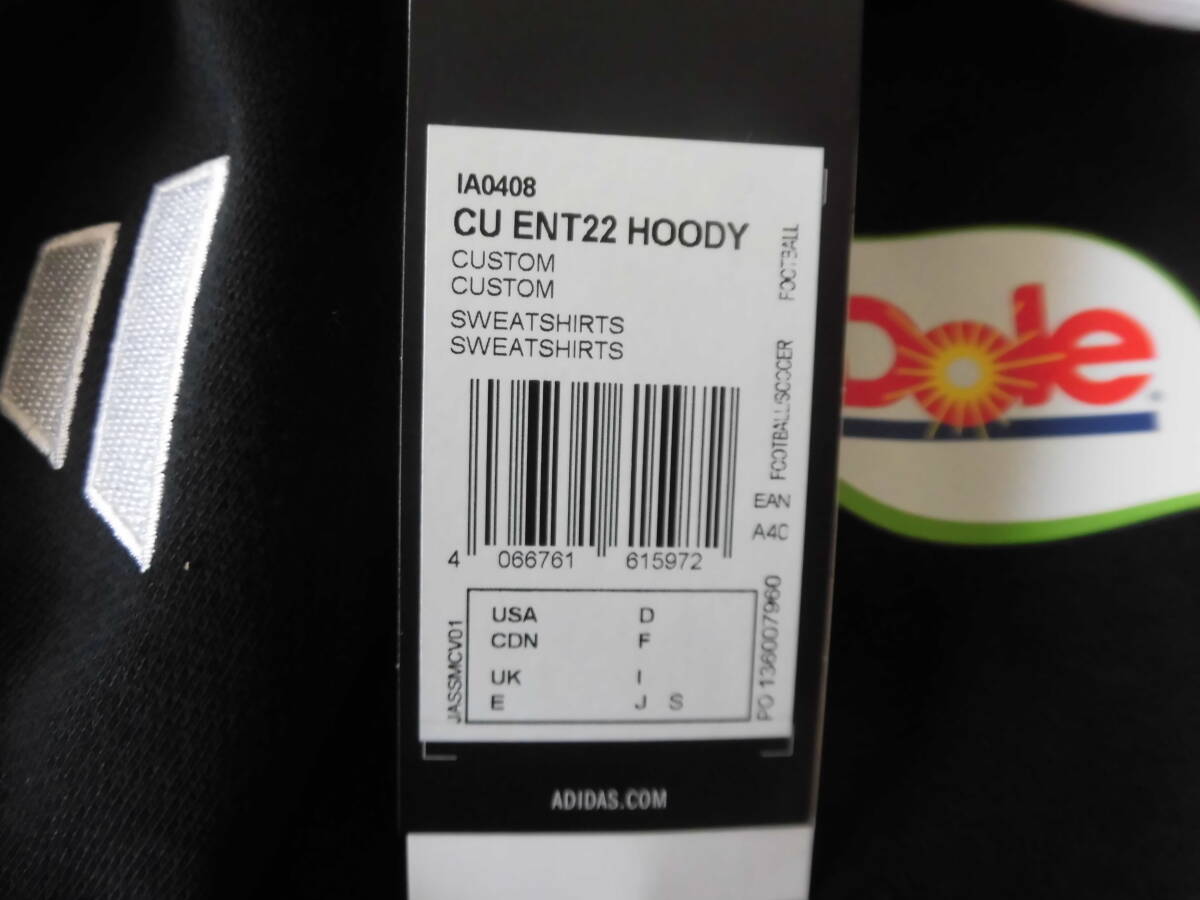 IA0408
CU ENT22 HOODY
CUSTOM
CUSTOM
SWEATSHIRTS
SWEATSHIRTS
FOOTBALL
FOOTBALL/SOCCER
EAN
A4C
4 066761 615972
JASSMCV01
USA D
CDN F
UK I
E J S
PO 136007960
ADIDAS.COM
Dole